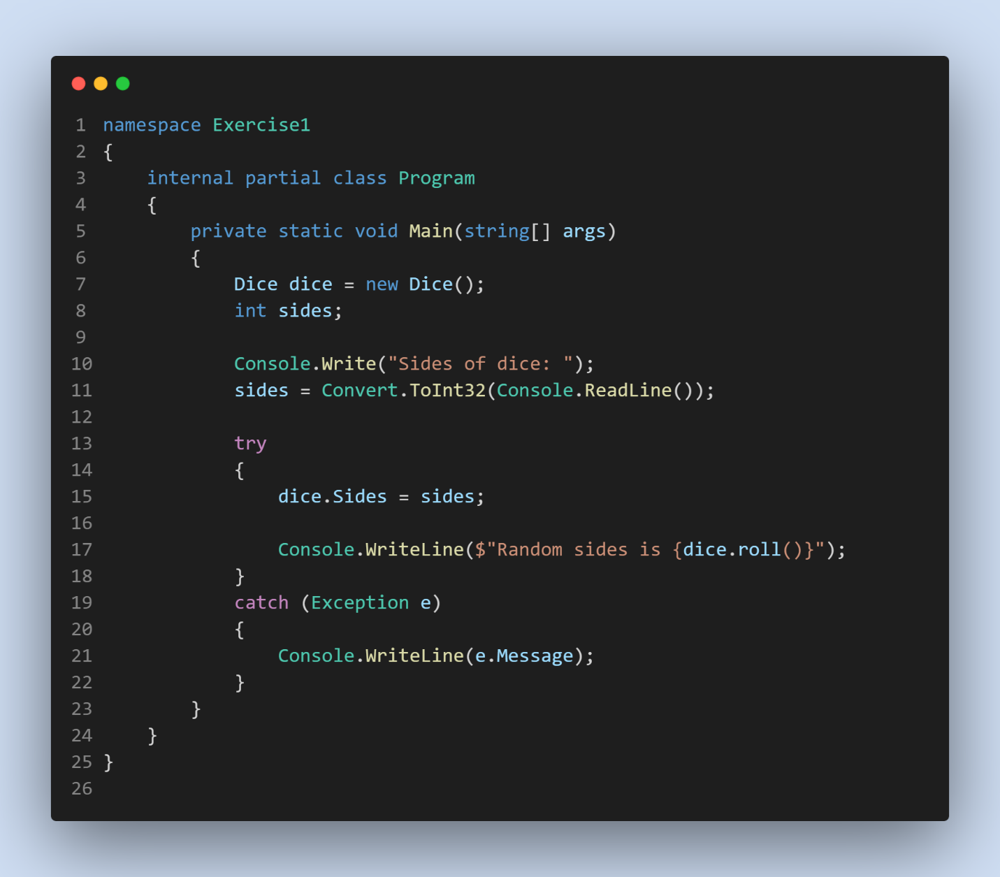 1 namespace Exercise1
2 {
3     internal partial class Program
4     {
5         private static void Main(string[] args)
6         {
7             Dice dice = new Dice();
8             int sides;
9
10             Console.Write("Sides of dice: ");
11             sides = Convert.ToInt32(Console.ReadLine());
12
13             try
14             {
15                 dice.Sides = sides;
16
17                 Console.WriteLine($"Random sides is {dice.roll()}");
18             }
19             catch (Exception e)
20             {
21                 Console.WriteLine(e.Message);
22             }
23         }
24     }
25 }
26